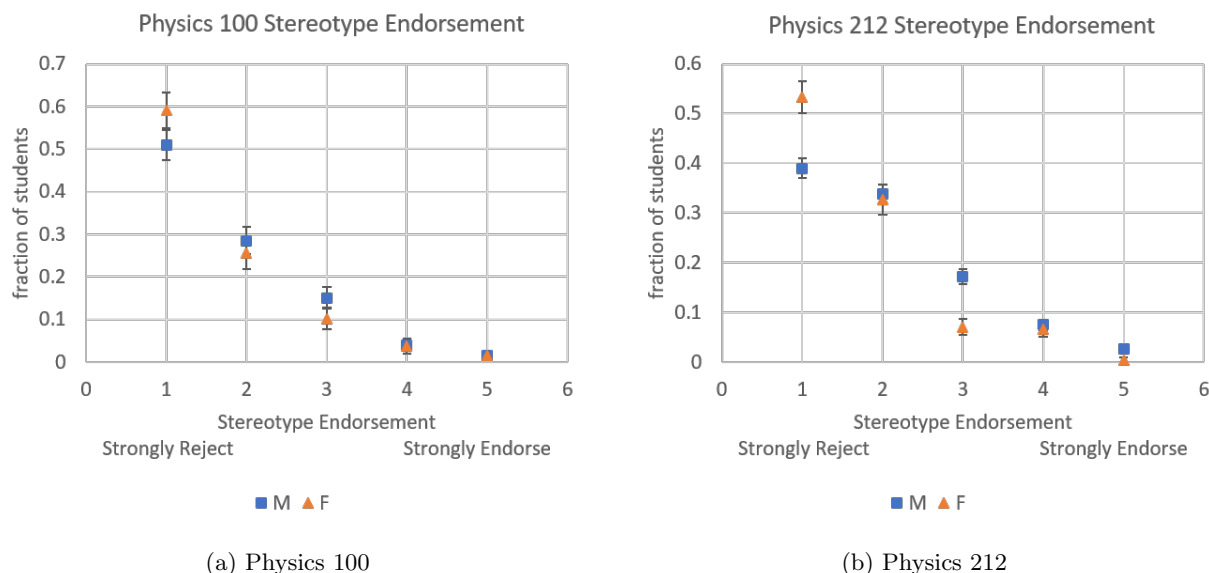 Physics 100 Stereotype Endorsement
0.7
0.6
0.5
0.4
0.3
0.2
0.1
0
fraction of students
0 1 2 3 4 5 6
Stereotype Endorsement
Strongly Reject Strongly Endorse
M F
(a) Physics 100
Physics 212 Stereotype Endorsement
0.6
0.5
0.4
0.3
0.2
0.1
0
fraction of students
0 1 2 3 4 5 6
Stereotype Endorsement
Strongly Reject Strongly Endorse
M F
(b) Physics 212